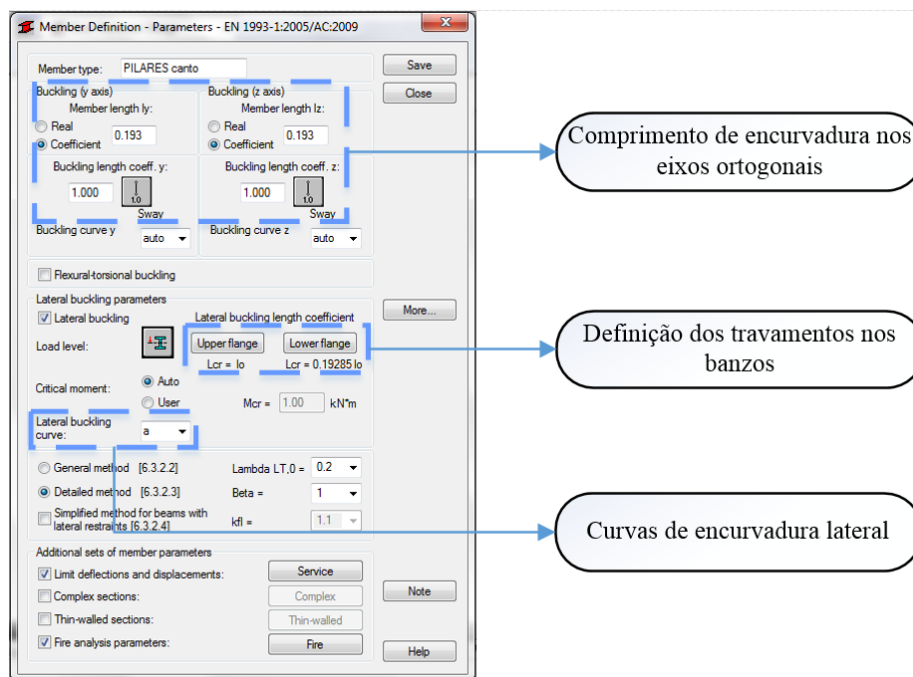 Member Definition - Parameters - EN 1993-1:2005/AC:2009
Member type: PILARES canto
Save
Close
Buckling (y axis) Buckling (z axis)
Member length ly: Member length lz:
Real Real
0.193 0.193
Coefficient Coefficient
Buckling length coeff. y: Buckling length coeff. z:
1.000 1.0 1.000 1.0
Sway Sway
Buckling curve y auto Buckling curve z auto
Flexural-torsional buckling
Lateral buckling parameters
Lateral buckling Lateral buckling length coefficient
More...
Load level: Upper flange Lower flange
Lcr = lo Lcr = 0.19285 lo
Critical moment: Auto
User Mcr = 1.00 kN*m
Lateral buckling
curve: a
General method [6.3.2.2] Lambda LT,0 = 0.2
Detailed method [6.3.2.3] Beta = 1
Simplified method for beams with
lateral restraints [6.3.2.4] kfl = 1.1
Additional sets of member parameters
Limit deflections and displacements: Service
Complex sections: Complex
Note
Thin-walled sections: Thin-walled
Fire analysis parameters: Fire
Help
Comprimento de encurvadura nos
eixos ortogonais
Definição dos travamentos nos
banzos
Curvas de encurvadura lateral